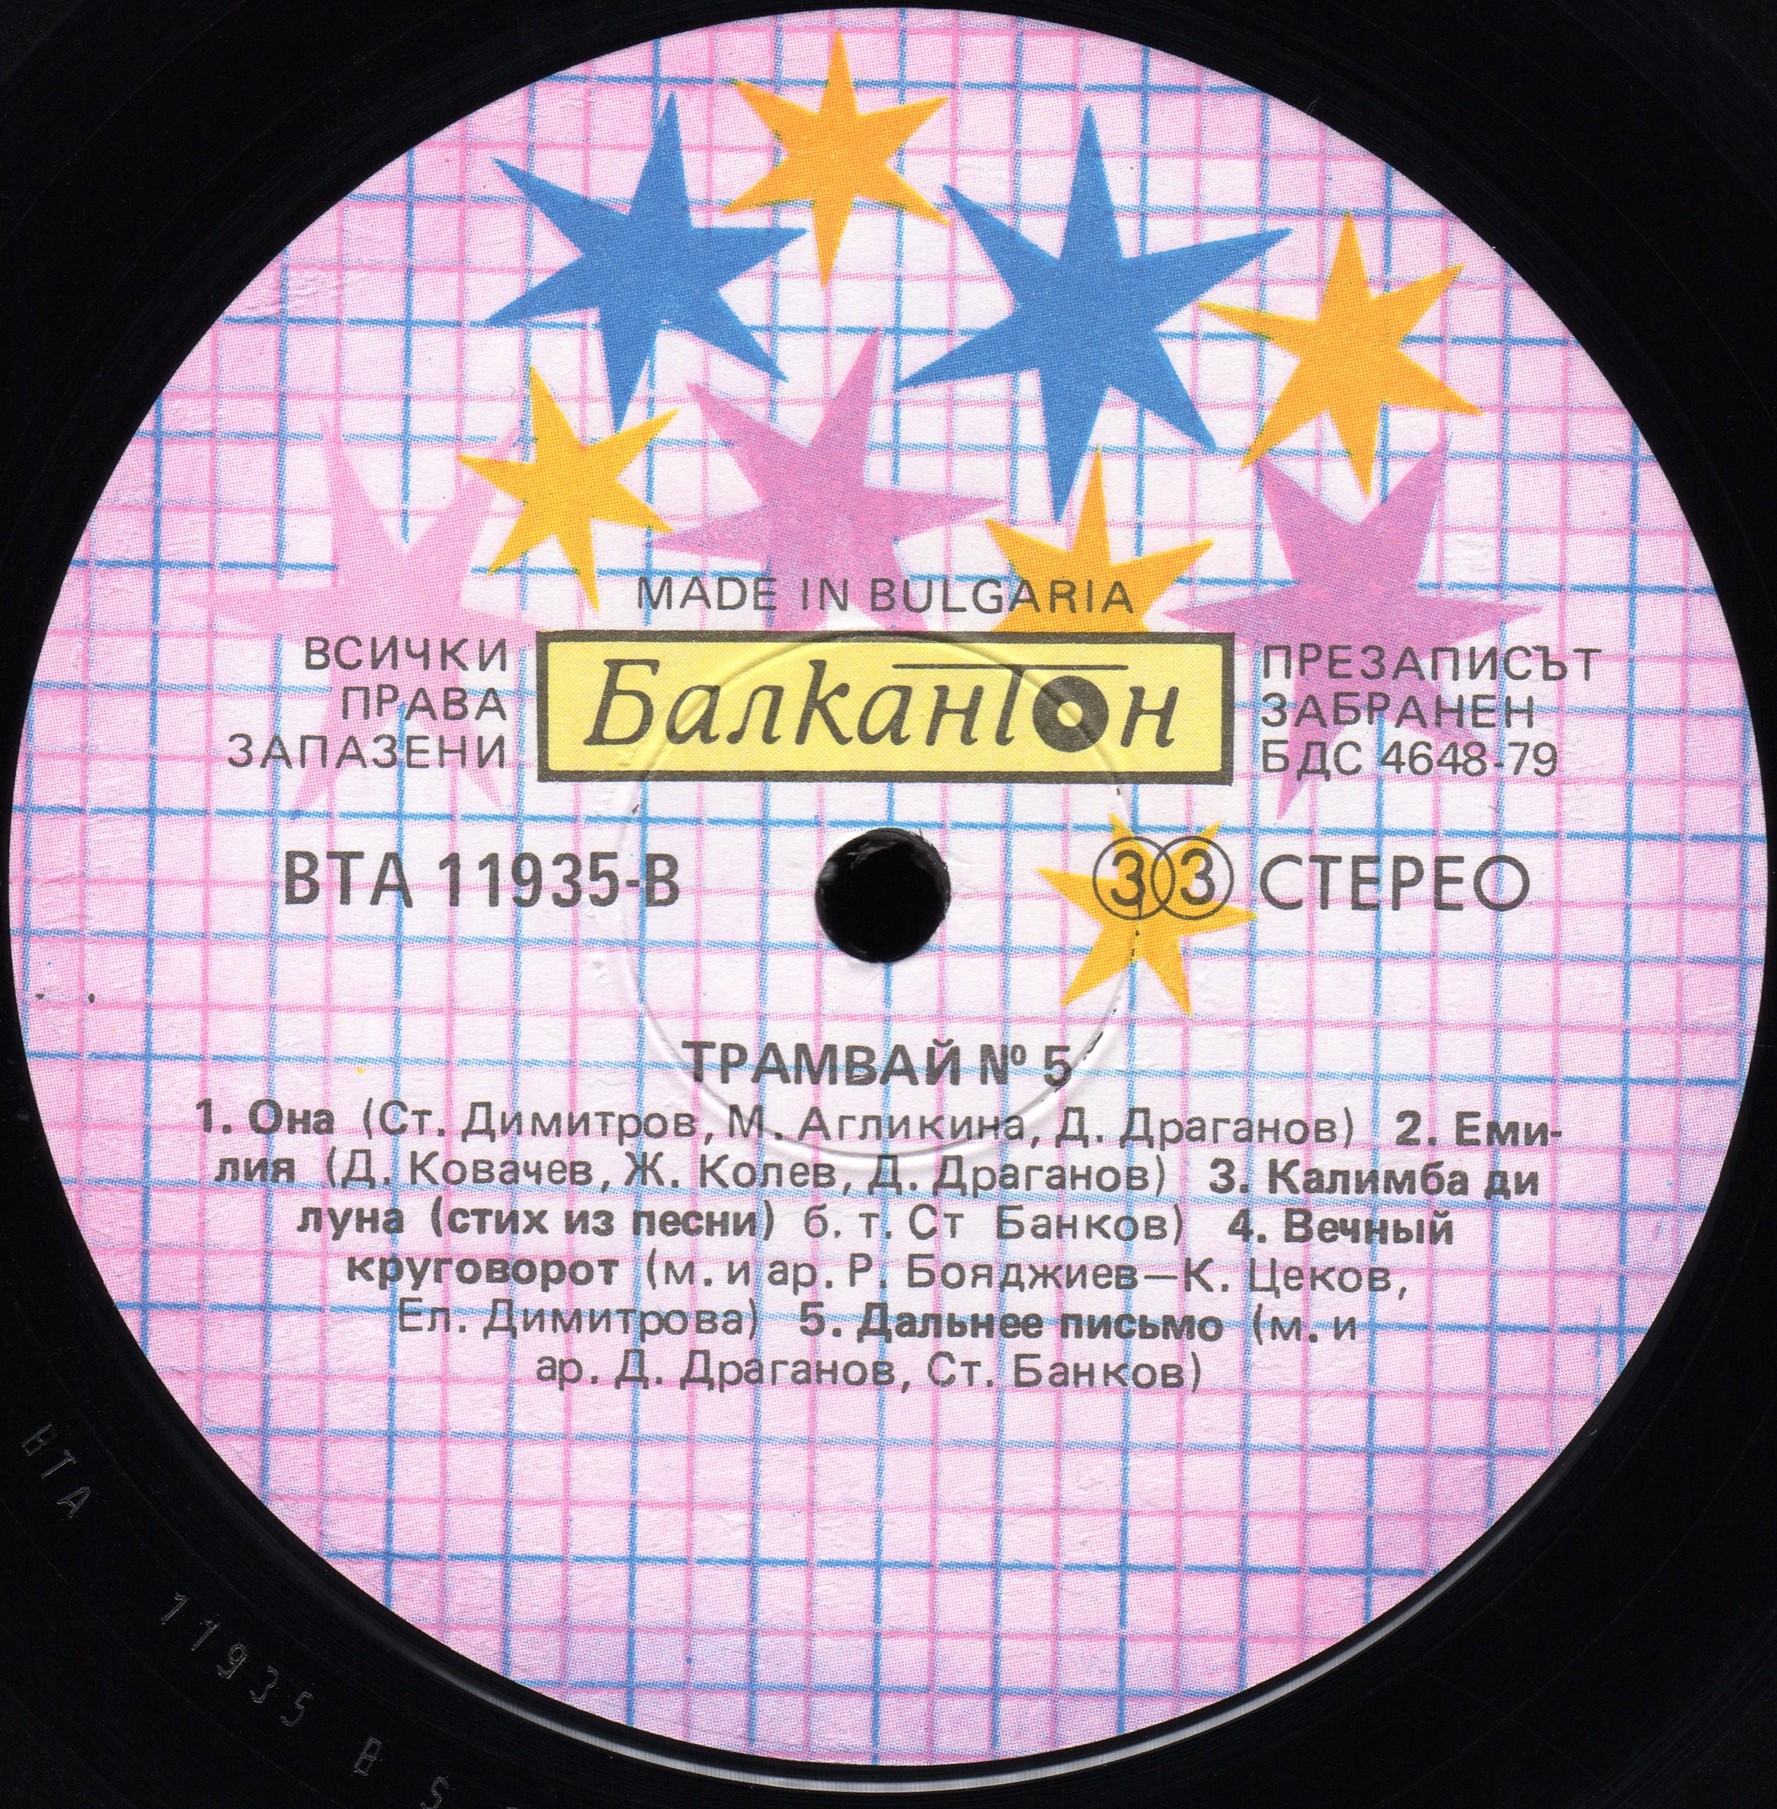 MADE IN BULGARIA
ВСИЧКИ
ПРАВА
ЗАПАЗЕНИ
Балкантон
ПРЕЗАПИСЪТ
ЗАБРАНЕН
БДС 4648-79
ВТА 11935-В
33 СТЕРЕО
ТРАМВАЙ № 5
1. Она (Ст. Димитров, М. Агликина, Д. Драганов) 2. Еми-
лия (Д. Ковачев, Ж. Колев, Д. Драганов) 3. Калимба ди
луна (стих из песни) б. т. Ст Банков) 4. Вечный
круговорот (м. и ар. Р. Бояджиев—К. Цеков,
Ел. Димитрова) 5. Дальнее письмо (м. и
ар. Д. Драганов, Ст. Банков)
ВТА 11935 В S